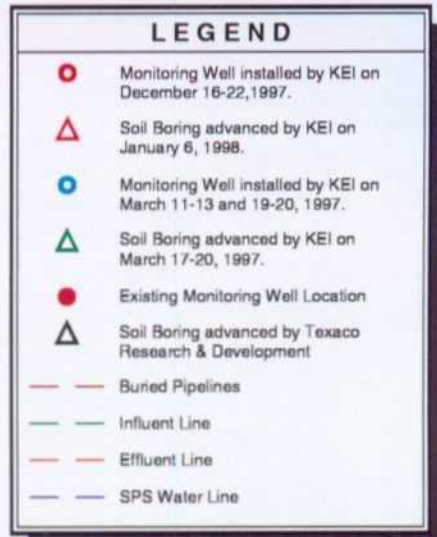 LEGEND
Monitoring Well installed by KEI on
December 16-22,1997.
Soil Boring advanced by KEI on
January 6, 1998.
Monitoring Well installed by KEI on
March 11-13 and 19-20, 1997.
Soil Boring advanced by KEI on
March 17-20, 1997.
Existing Monitoring Well Location
Soil Boring advanced by Texaco
Research & Development
Buried Pipelines
Influent Line
Effluent Line
SPS Water Line